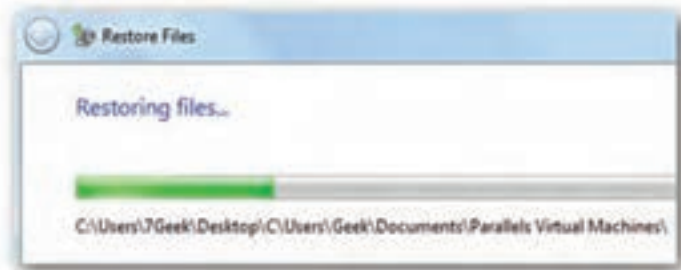 Restore Files
Restoring files...
C:\Users\7Geek\Desktop\C\Users\Geek\Documents\Parallels Virtual Machines\